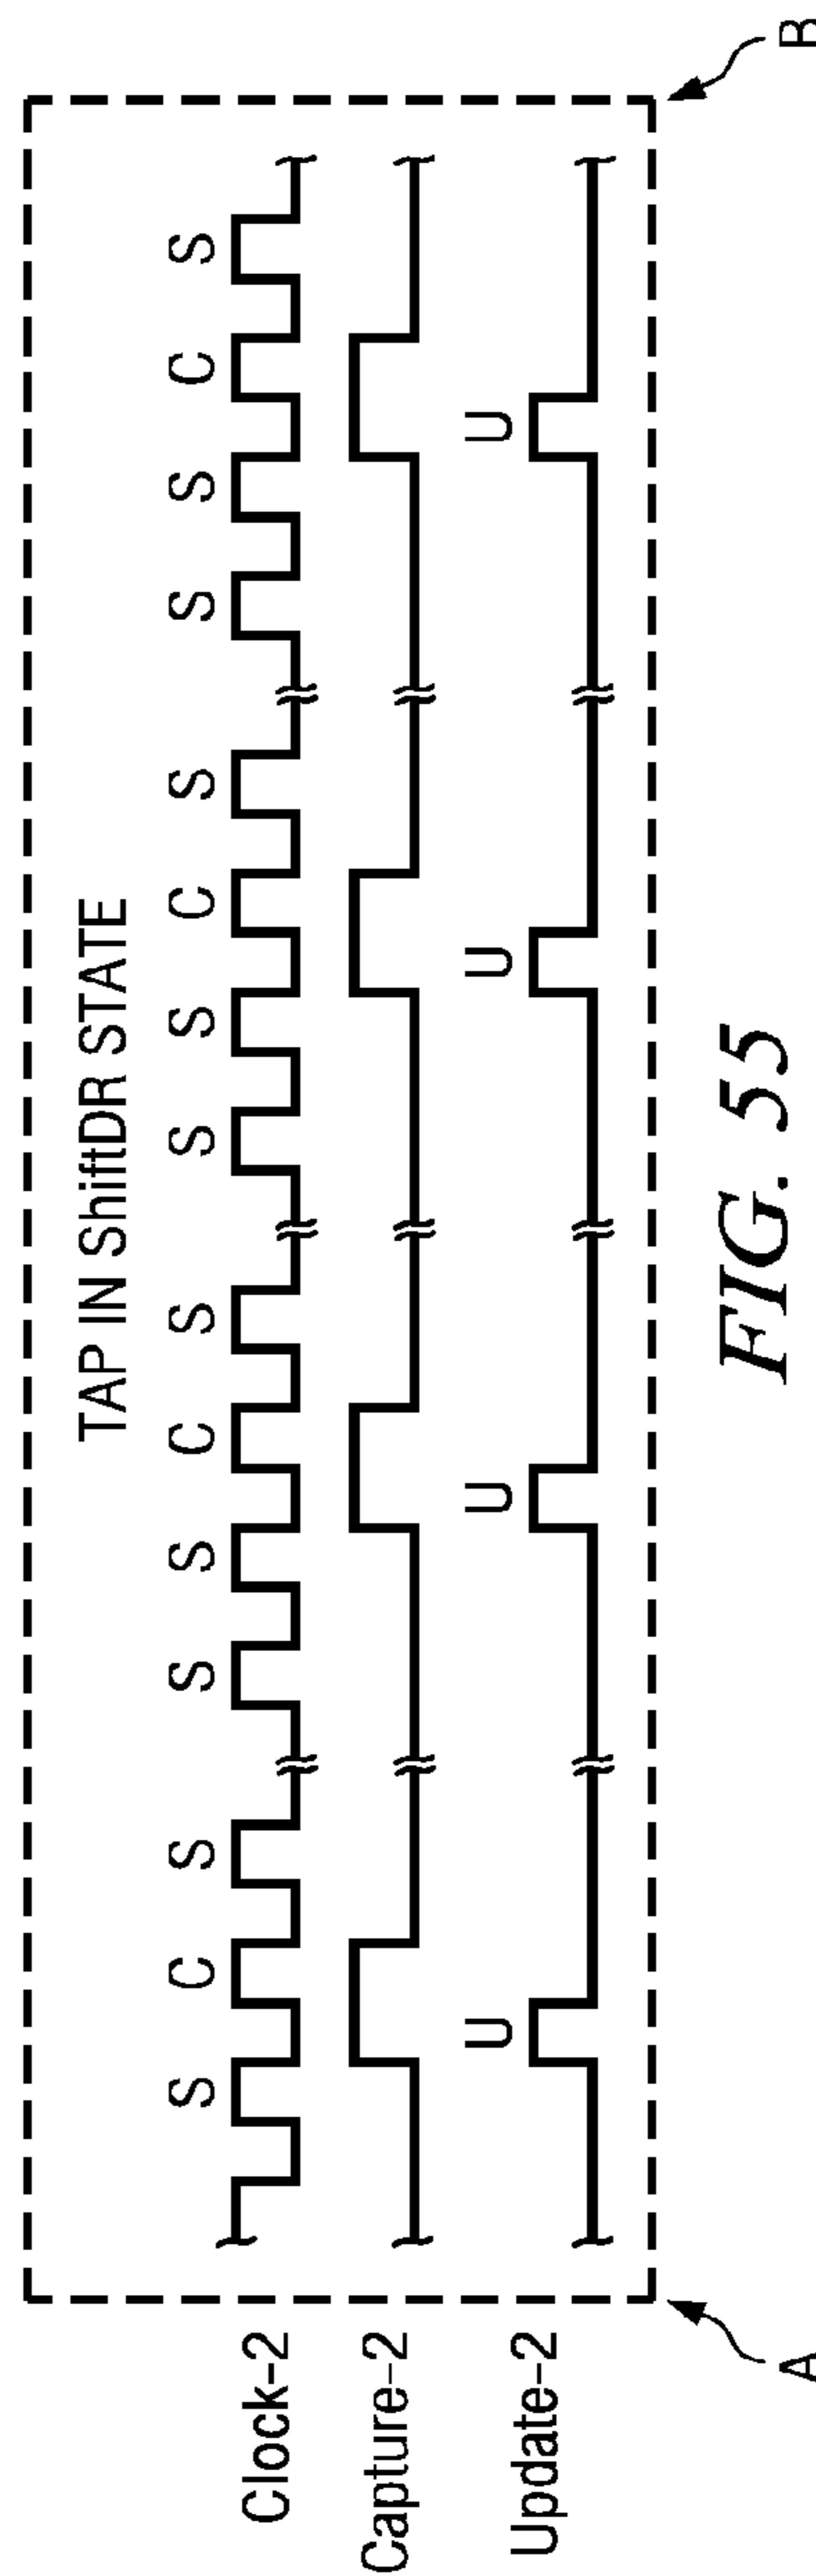 TAP IN ShiftDR STATE
S C S S S C S S S C S S S C S
Clock-2
Capture-2
U U U U
Update-2
A B
FIG. 55